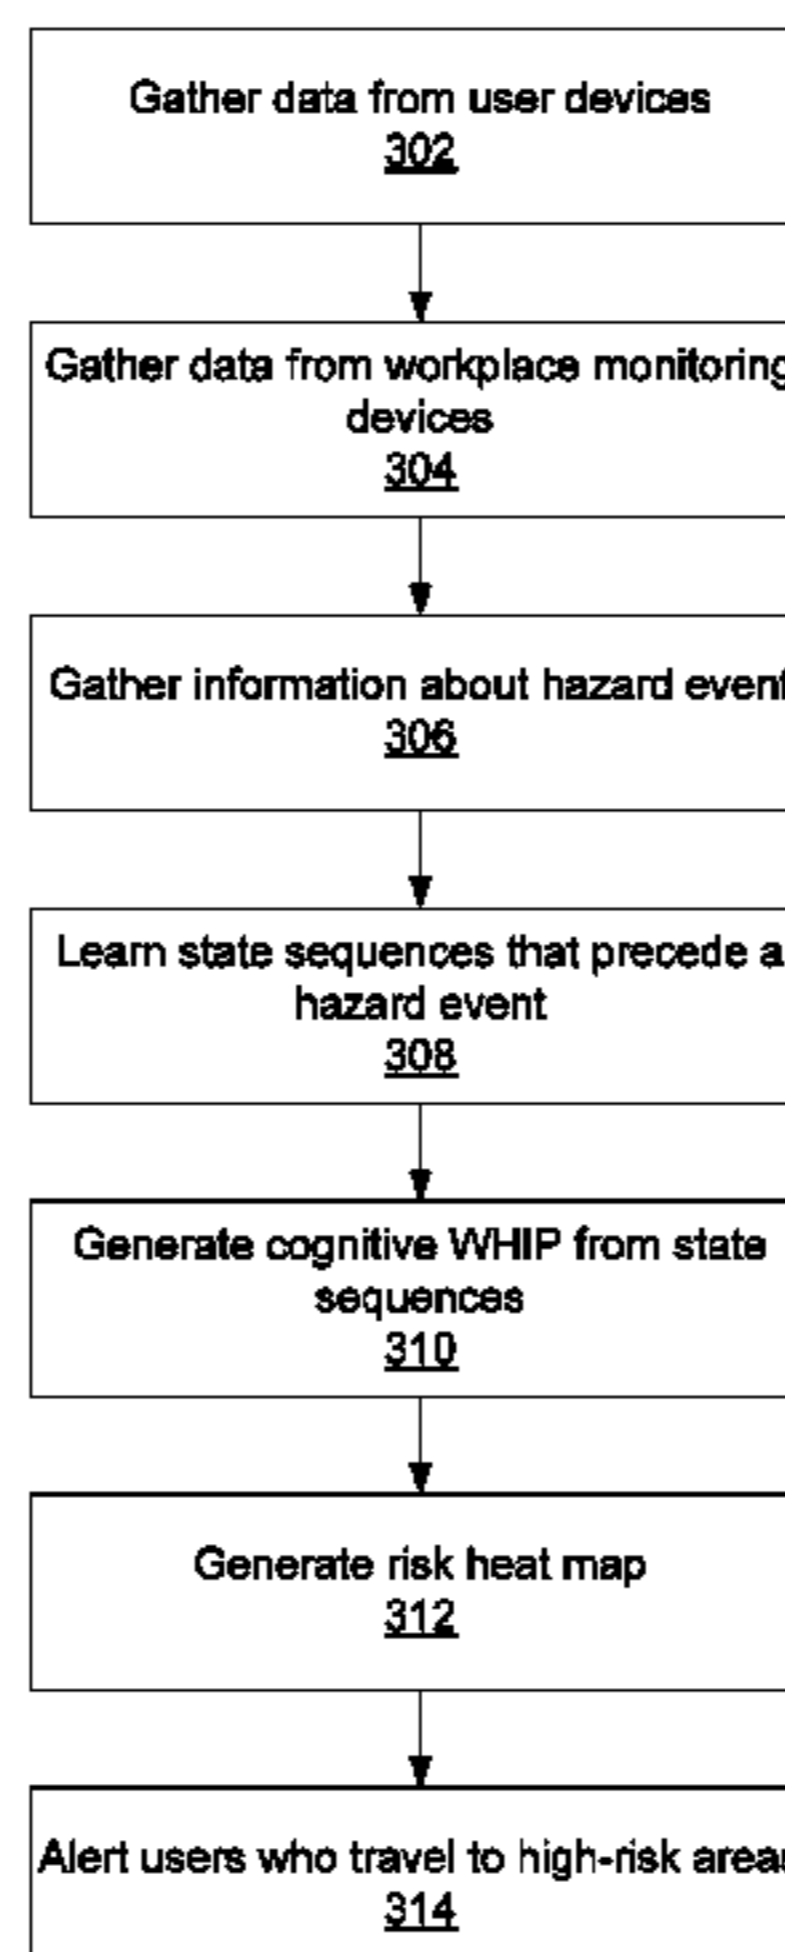 Gather data from user devices
302
Gather data from workplace monitoring
devices
304
Gather information about hazard event
306
Learn state sequences that precede a
hazard event
308
Generate cognitive WHIP from state
sequences
310
Generate risk heat map
312
Alert users who travel to high-risk areas
314